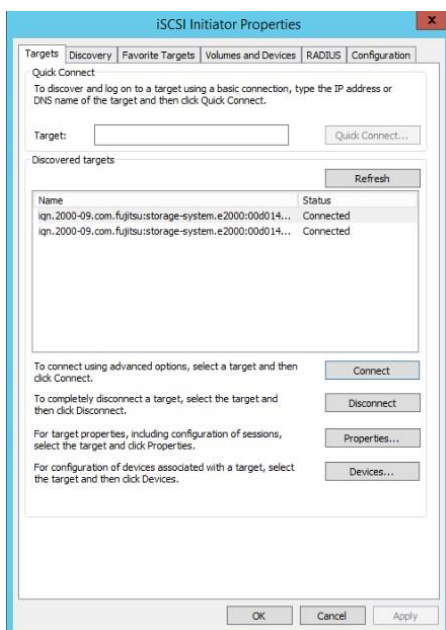 iSCSI Initiator Properties
x
Targets Discovery Favorite Targets Volumes and Devices RADIUS Configuration
Quick Connect
To discover and log on to a target using a basic connection, type the IP address or
DNS name of the target and then click Quick Connect.
Target:
Quick Connect...
Discovered targets
Refresh
Name Status
iqn.2000-09.com.fujitsu:storage-system.e2000:00d014... Connected
iqn.2000-09.com.fujitsu:storage-system.e2000:00d014... Connected
To connect using advanced options, select a target and then
click Connect.
Connect
To completely disconnect a target, select the target and
then click Disconnect.
Disconnect
For target properties, including configuration of sessions,
select the target and click Properties.
Properties...
For configuration of devices associated with a target, select
the target and then click Devices.
Devices...
OK Cancel Apply